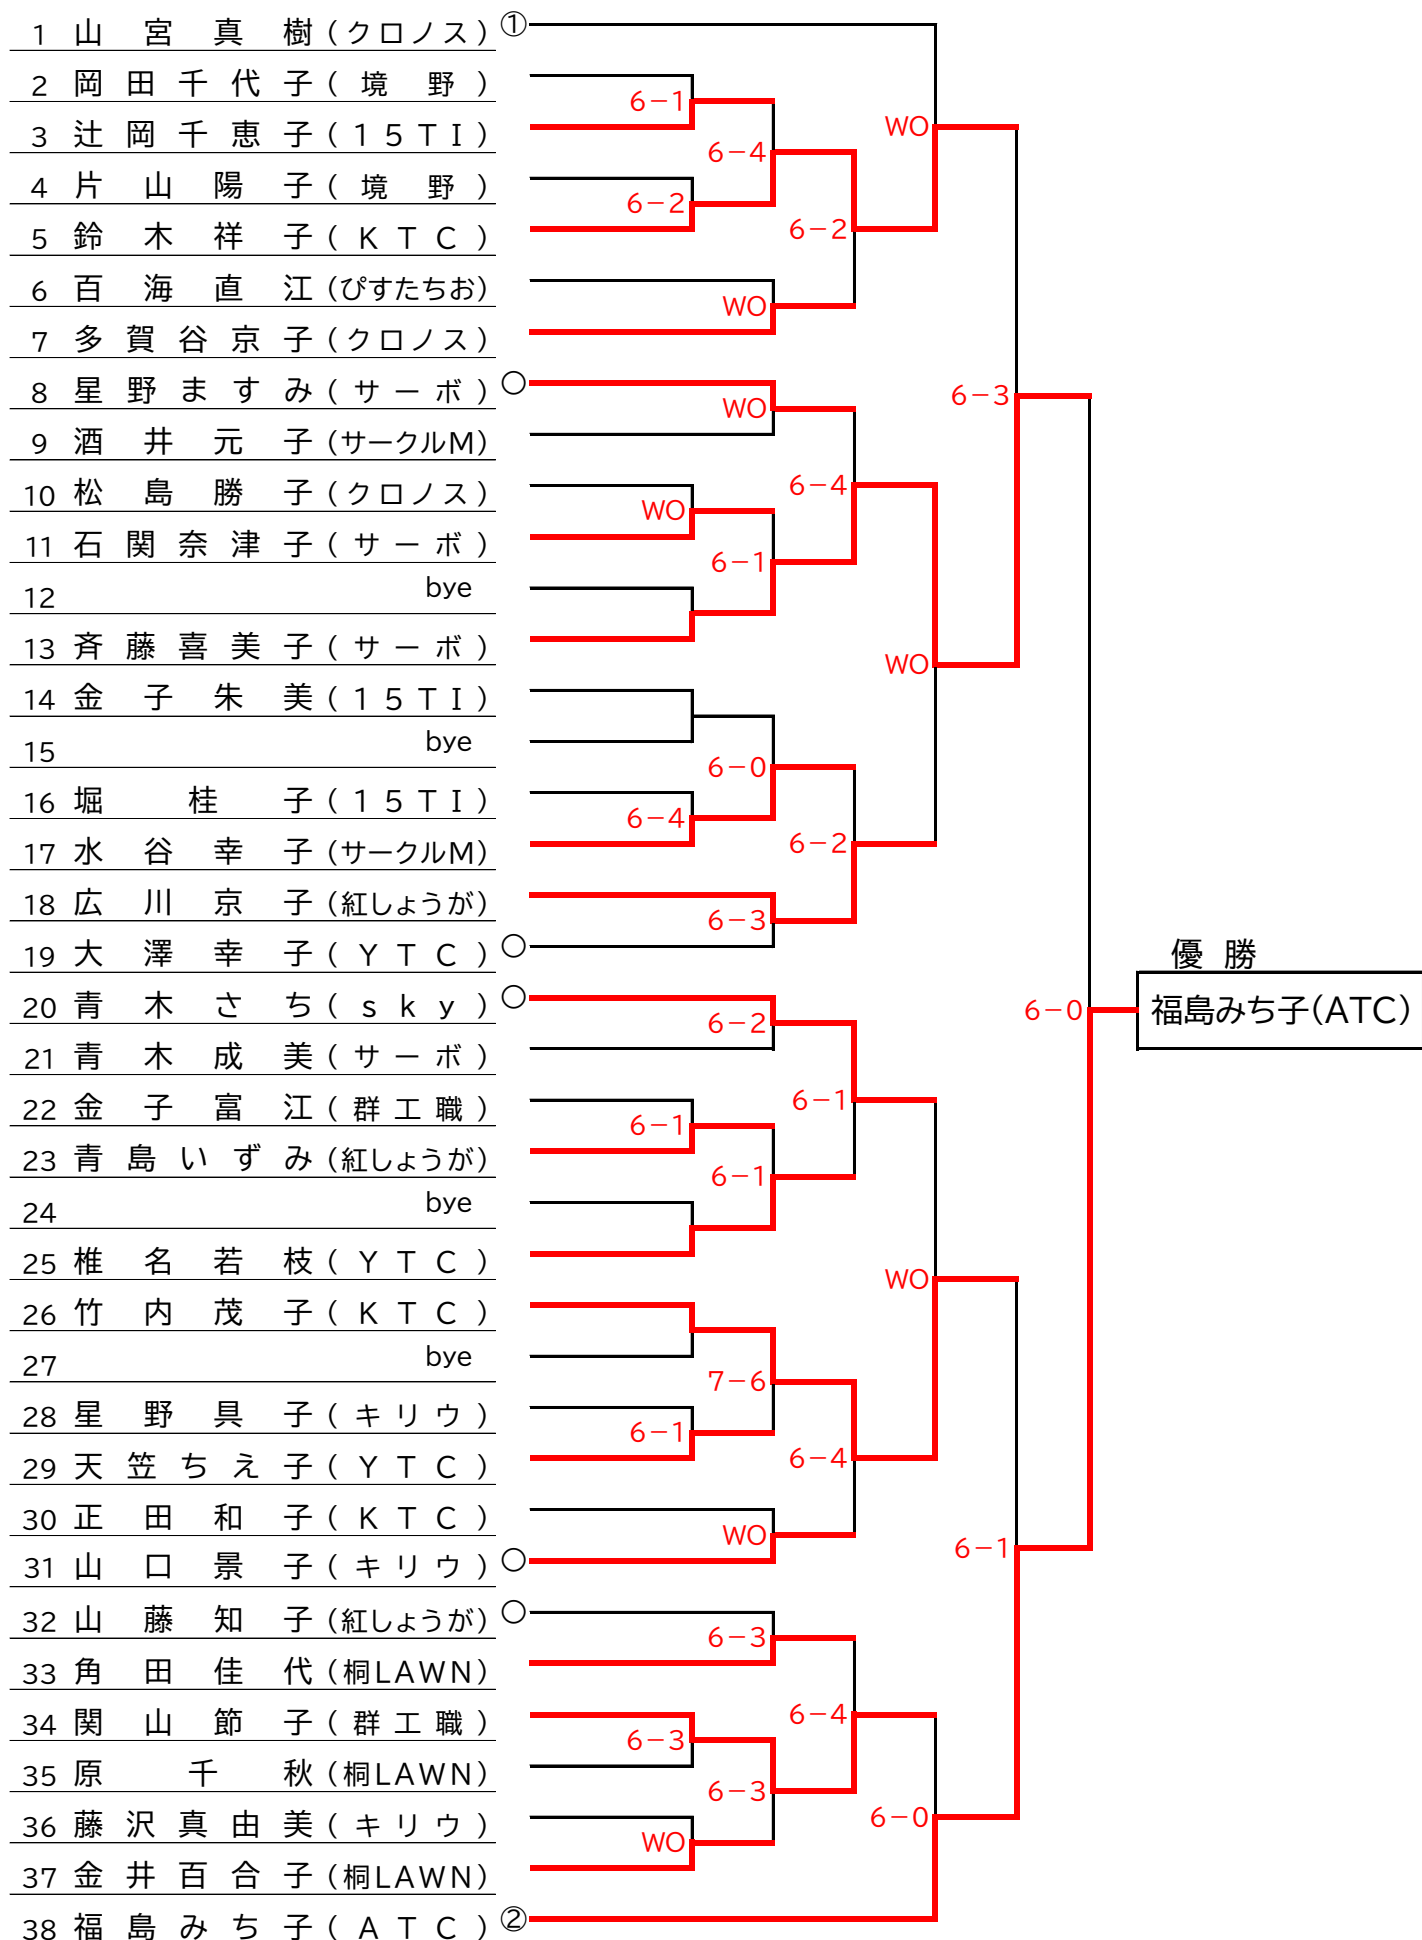 1 山宮真樹(クロノス) ①
2 岡田千代子(境野)
6-1
3 辻岡千恵子(15TI)
WO
6-4
4 片山陽子(境野)
6-2
5 鈴木祥子(KTC)
6-2
6 百海直江(ぴすたちお)
WO
7 多賀谷京子(クロノス)
8 星野ますみ(サーボ) ○
6-3
WO
9 酒井元子(サークルM)
10 松島勝子(クロノス)
6-4
WO
11 石関奈津子(サーボ)
6-1
12 bye
13 斉藤喜美子(サーボ)
WO
14 金子朱美(15TI)
15 bye
6-0
16 堀桂子(15TI)
6-4
17 水谷幸子(サークルM)
6-2
18 広川京子(紅しょうが)
6-3
19 大澤幸子(YTC) ○
優勝
20 青木さち(sky) ○
6-0
福島みち子(ATC)
6-2
21 青木成美(サーボ)
22 金子富江(群工職)
6-1
6-1
23 青島いずみ(紅しょうが)
6-1
24 bye
25 椎名若枝(YTC)
WO
26 竹内茂子(KTC)
27 bye
7-6
28 星野具子(キリウ)
6-1
29 天笠ちえ子(YTC)
6-4
30 正田和子(KTC)
WO
6-1
31 山口景子(キリウ) ○
32 山藤知子(紅しょうが) ○
6-3
33 角田佳代(桐LAWN)
34 関山節子(群工職)
6-4
6-3
35 原千秋(桐LAWN)
6-3
36 藤沢真由美(キリウ)
6-0
WO
37 金井百合子(桐LAWN)
38 福島みち子(ATC) ②